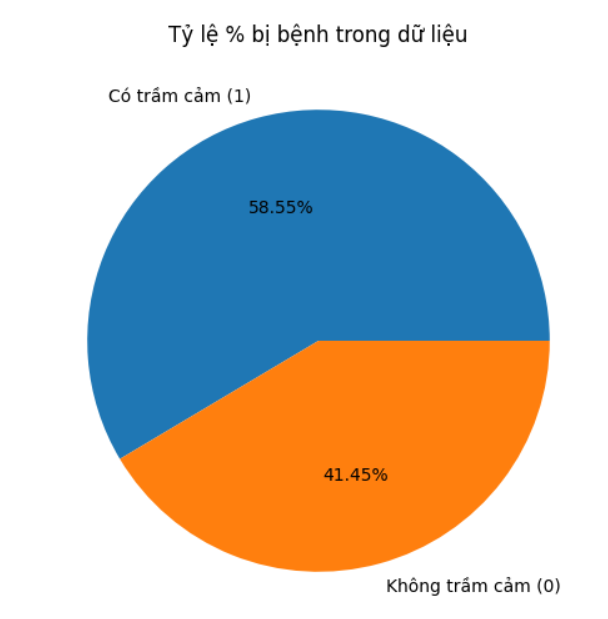 Tỷ lệ % bị bệnh trong dữ liệu
Có trầm cảm (1)
58.55%
41.45%
Không trầm cảm (0)